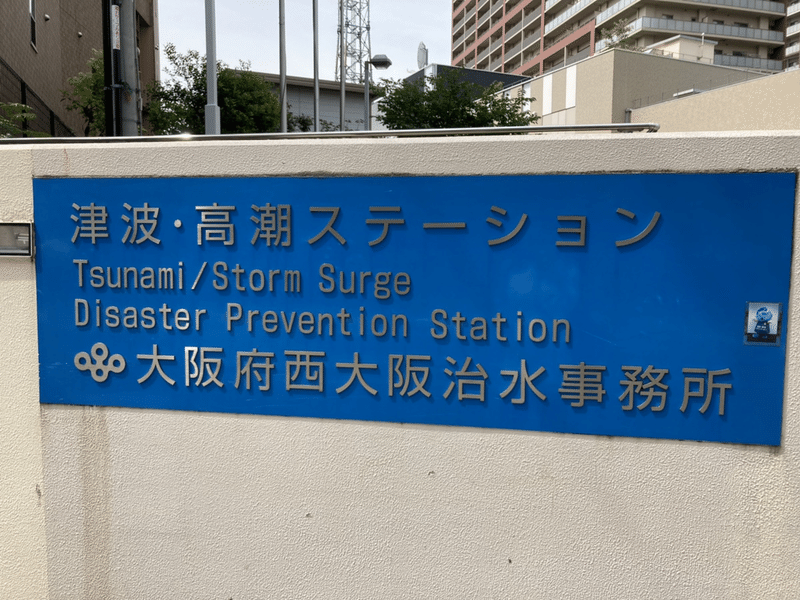 津波・高潮ステーション
Tsunami/Storm Surge
Disaster Prevention Station
大阪府西大阪治水事務所